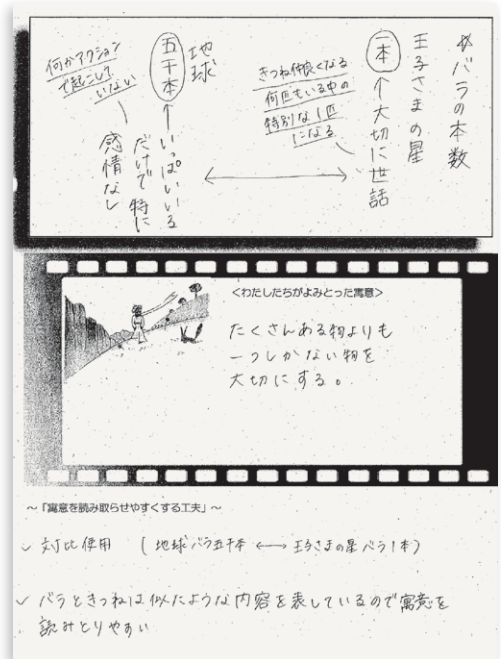 ☆バラの本数
王子さまの星
一本 ↑ 大切に世話
きつね仲良くなる
何匹もいる中の
特別な1匹
になる
地球
五千本 ↑ いっぱいいる
だけで特に
感情なし
何かアクション
で起こして
いない
<わたしたちがよみとった寓意>
たくさんある物よりも
一つしかない物を
大切にする。
~「寓意を読み取らせやすくする工夫」~
✓ 対比使用 (地球バラ五千本 ⟷ 王子さまの星バラ1本)
✓ バラときつねは似たような内容を表しているので寓意を
読みとりやすい